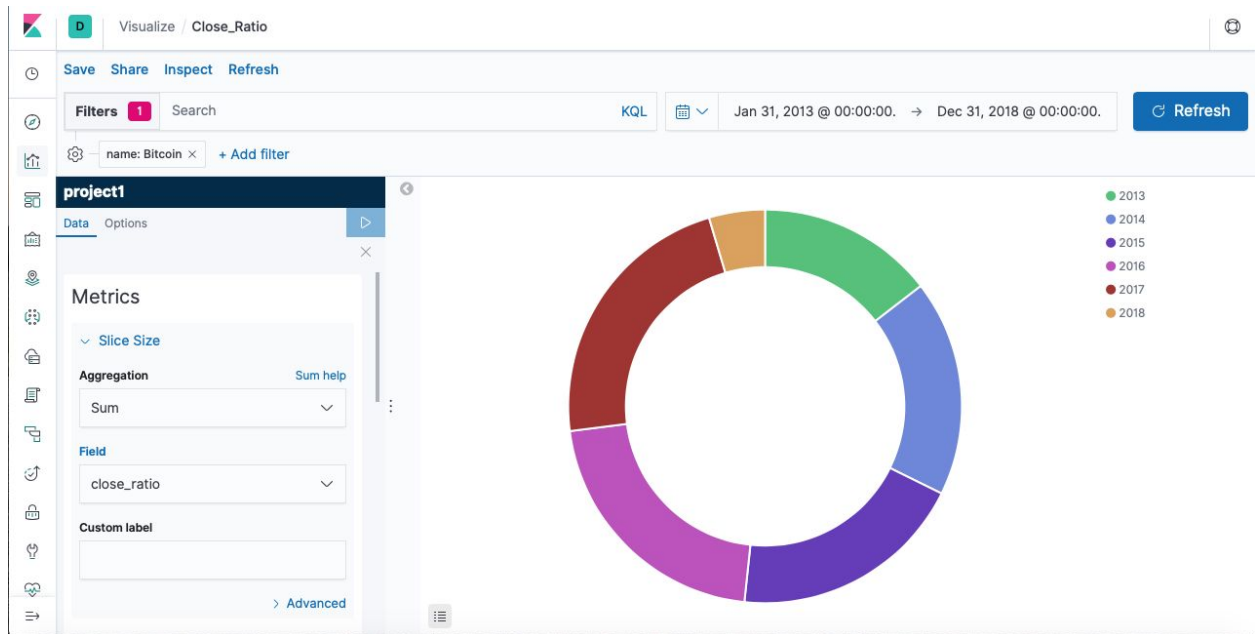 D Visualize / Close_Ratio
Save Share Inspect Refresh
Filters 1 Search KQL Jan 31, 2013 @ 00:00:00. → Dec 31, 2018 @ 00:00:00. Refresh
name: Bitcoin × + Add filter
project1
Data Options
Metrics
Slice Size
Aggregation Sum help
Sum
Field
close_ratio
Custom label
> Advanced
2013
2014
2015
2016
2017
2018